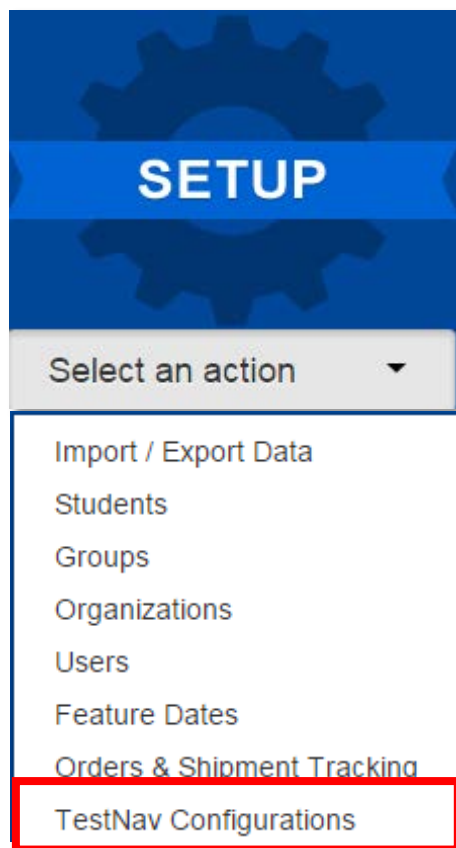 SETUP
Select an action
Import / Export Data
Students
Groups
Organizations
Users
Feature Dates
Orders & Shipment Tracking
TestNav Configurations